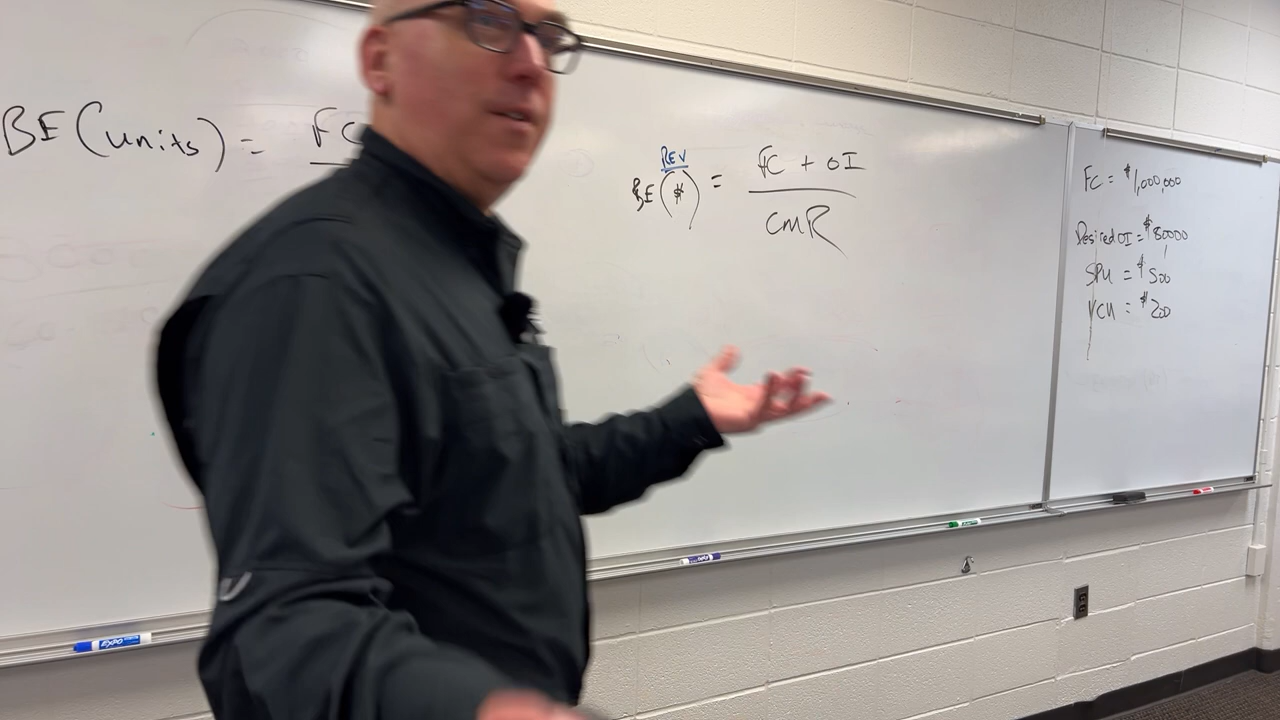 BE (units) = FC
REV
BE ($) = FC + OI
CMR
FC = $1,000,000
Desired OI = $80000
SPU = $500
VCU = $200
EXPO